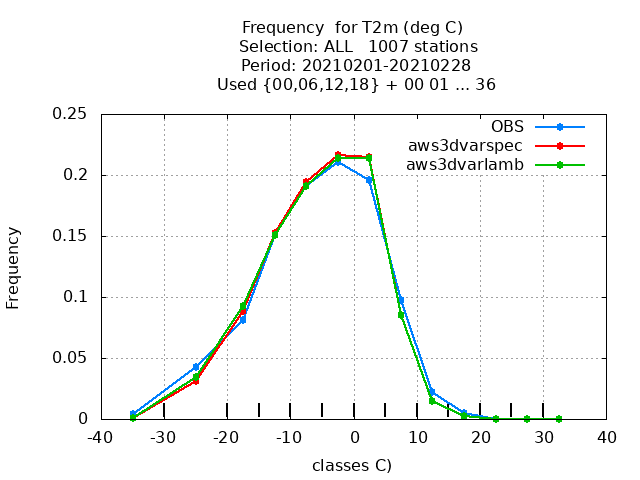 Frequency  for T2m (deg C)
Selection: ALL   1007 stations
Period: 20210201-20210228
Used {00,06,12,18} + 00 01 ... 36
OBS
aws3dvarspec
aws3dvarlamb
Frequency
0.25
0.2
0.15
0.1
0.05
0
-40 -30 -20 -10 0 10 20 30 40
classes C)